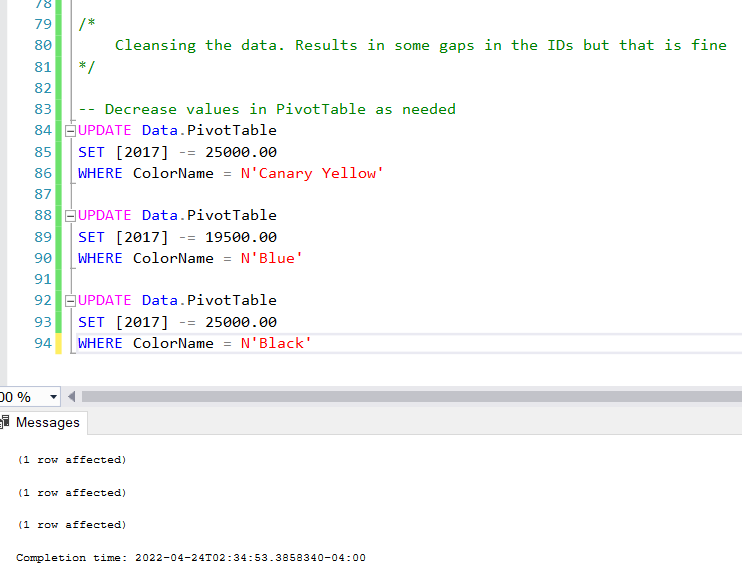 78
79 /*
80 Cleansing the data. Results in some gaps in the IDs but that is fine
81 */
82
83 -- Decrease values in PivotTable as needed
84 UPDATE Data.PivotTable
85 SET [2017] -= 25000.00
86 WHERE ColorName = N'Canary Yellow'
87
88 UPDATE Data.PivotTable
89 SET [2017] -= 19500.00
90 WHERE ColorName = N'Blue'
91
92 UPDATE Data.PivotTable
93 SET [2017] -= 25000.00
94 WHERE ColorName = N'Black'
00 %
Messages
(1 row affected)
(1 row affected)
(1 row affected)
Completion time: 2022-04-24T02:34:53.3858340-04:00